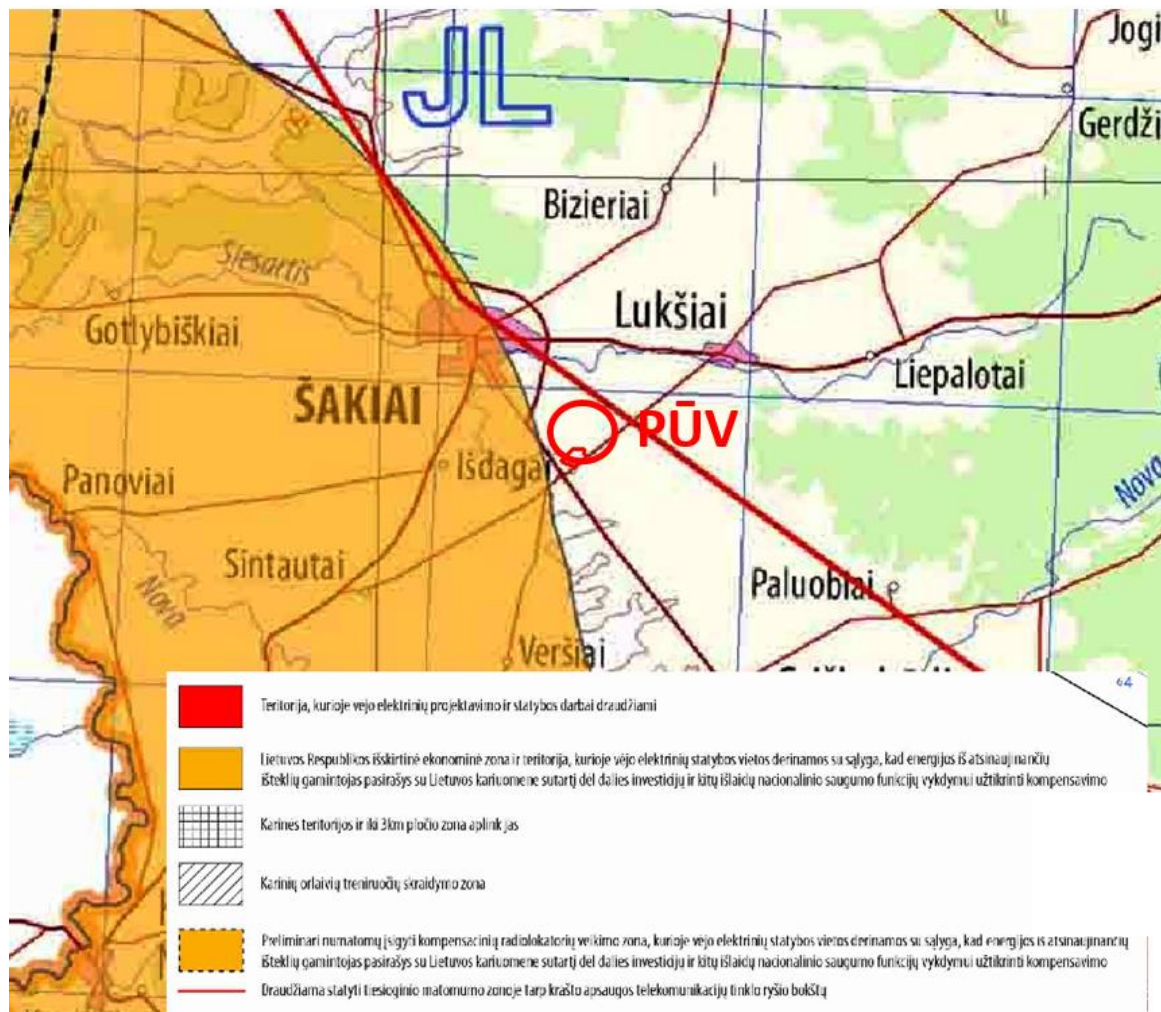 JL
Jogi
Gerdži
Bizieriai
Siesartis
Lukšiai
Gotlybiškiai
Liepalotai
ŠAKIAI
PŪV
Išdagai
Panoviai
Novo
Sintautai
Paluobiai
Novo
Veršiai
64
Teritorija, kurioje vėjo elektrinių projektavimo ir statybos darbai draudžiami
Lietuvos Respublikos išskirtinė ekonominė zona ir teritorija, kurioje vėjo elektrinių statybos vietos derinamos su sąlyga, kad energijos iš atsinaujinančių
išteklių gamintojas pasirašys su Lietuvos kariuomene sutartį dėl dalies investicijų ir kitų išlaidų nacionalinio saugumo funkcijų vykdymui užtikrinti kompensavimo
Karinės teritorijos ir iki 3km pločio zona aplink jas
Karinių orlaivių treniruočių skraidymo zona
Preliminari numatomų įsigyti kompensacinių radiolokatorių veikimo zona, kurioje vėjo elektrinių statybos vietos derinamos su sąlyga, kad energijos iš atsinaujinančių
išteklių gamintojas pasirašys su Lietuvos kariuomene sutartį dėl dalies investicijų ir kitų išlaidų nacionalinio saugumo funkcijų vykdymui užtikrinti kompensavimo
Draudžiama statyti tiesioginio matomumo zonoje tarp krašto apsaugos telekomunikacijų tinklo ryšio bokštų